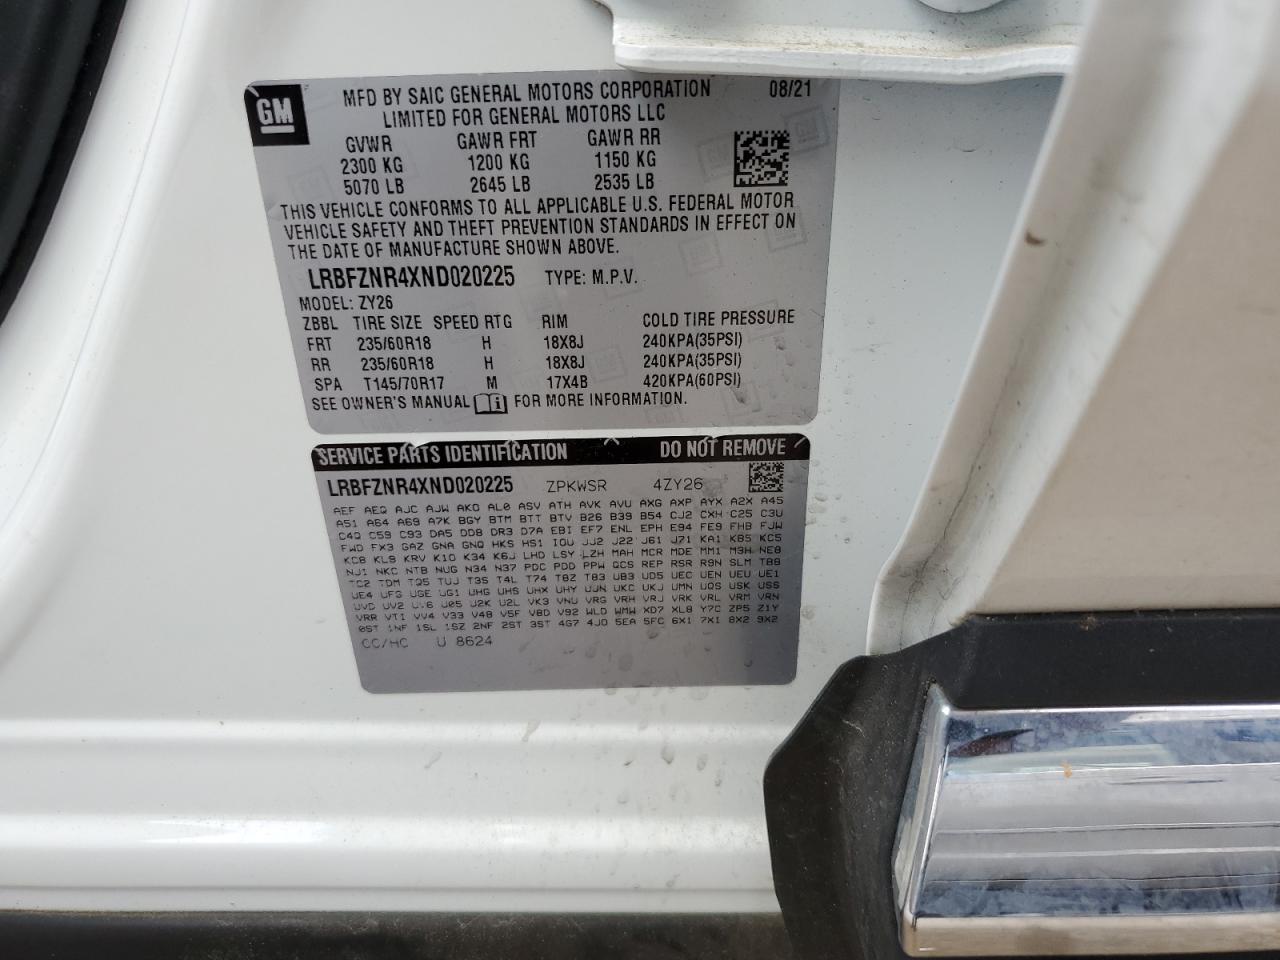 GM
MFD BY SAIC GENERAL MOTORS CORPORATION 08/21
LIMITED FOR GENERAL MOTORS LLC
GVWR GAWR FRT GAWR RR
2300 KG 1200 KG 1150 KG
5070 LB 2645 LB 2535 LB
THIS VEHICLE CONFORMS TO ALL APPLICABLE U.S. FEDERAL MOTOR
VEHICLE SAFETY AND THEFT PREVENTION STANDARDS IN EFFECT ON
THE DATE OF MANUFACTURE SHOWN ABOVE.
LRBFZNR4XND020225 TYPE: M.P.V.
MODEL: ZY26
ZBBL TIRE SIZE SPEED RTG RIM COLD TIRE PRESSURE
FRT 235/60R18 H 18X8J 240KPA(35PSI)
RR 235/60R18 H 18X8J 240KPA(35PSI)
SPA T145/70R17 M 17X4B 420KPA(60PSI)
SEE OWNER'S MANUAL FOR MORE INFORMATION.
SERVICE PARTS IDENTIFICATION DO NOT REMOVE
LRBFZNR4XND020225 ZPKWSR 4ZY26
AEF AEQ AJC AJW AKO AL0 ASV ATH AVK AVU AXG AXP AYX A2X A45
A51 A64 A69 A7K BGY BTM BTT BTV B26 B39 B54 CJ2 CXH C25 C3U
C4Q C59 C93 DA5 DD8 DR3 D7A EBI EF7 ENL EPH E94 FE9 FHB FJW
FWD FX3 GAZ GNA GNQ HKS HS1 IOU JJ2 J22 J61 J71 KA1 KB5 KC5
KC8 KL9 KRV K10 K34 K6J LHD LSY LZH MAH MCR MDE MM1 M3H NE8
NJ1 NKC NTB NUG N34 N37 PDC PDD PPW QCS REP RSR R9N SLM T88
TC2 TDM TQ5 TUJ T3S T4L T74 T8Z T83 UB3 UD5 UEC UEN UEU UE1
UE4 UFG UGE UG1 UHG UHS UHX UHY UJN UKC UKJ UMN UQS USK USS
UVD UV2 U05 U2K U2L VK3 VNU VRG VRH VRJ VRK VRL VRM VRN
VRR VT1 VV4 V33 V48 V5F V8D V92 WLD WMW XD7 XL8 Y7C ZP5 Z1Y
0ST 1NF 1SL 1SZ 2NF 2ST 3ST 4G7 4JD 5EA 5FC 6X1 7X1 8X2 9X2
CC/HC U 8624